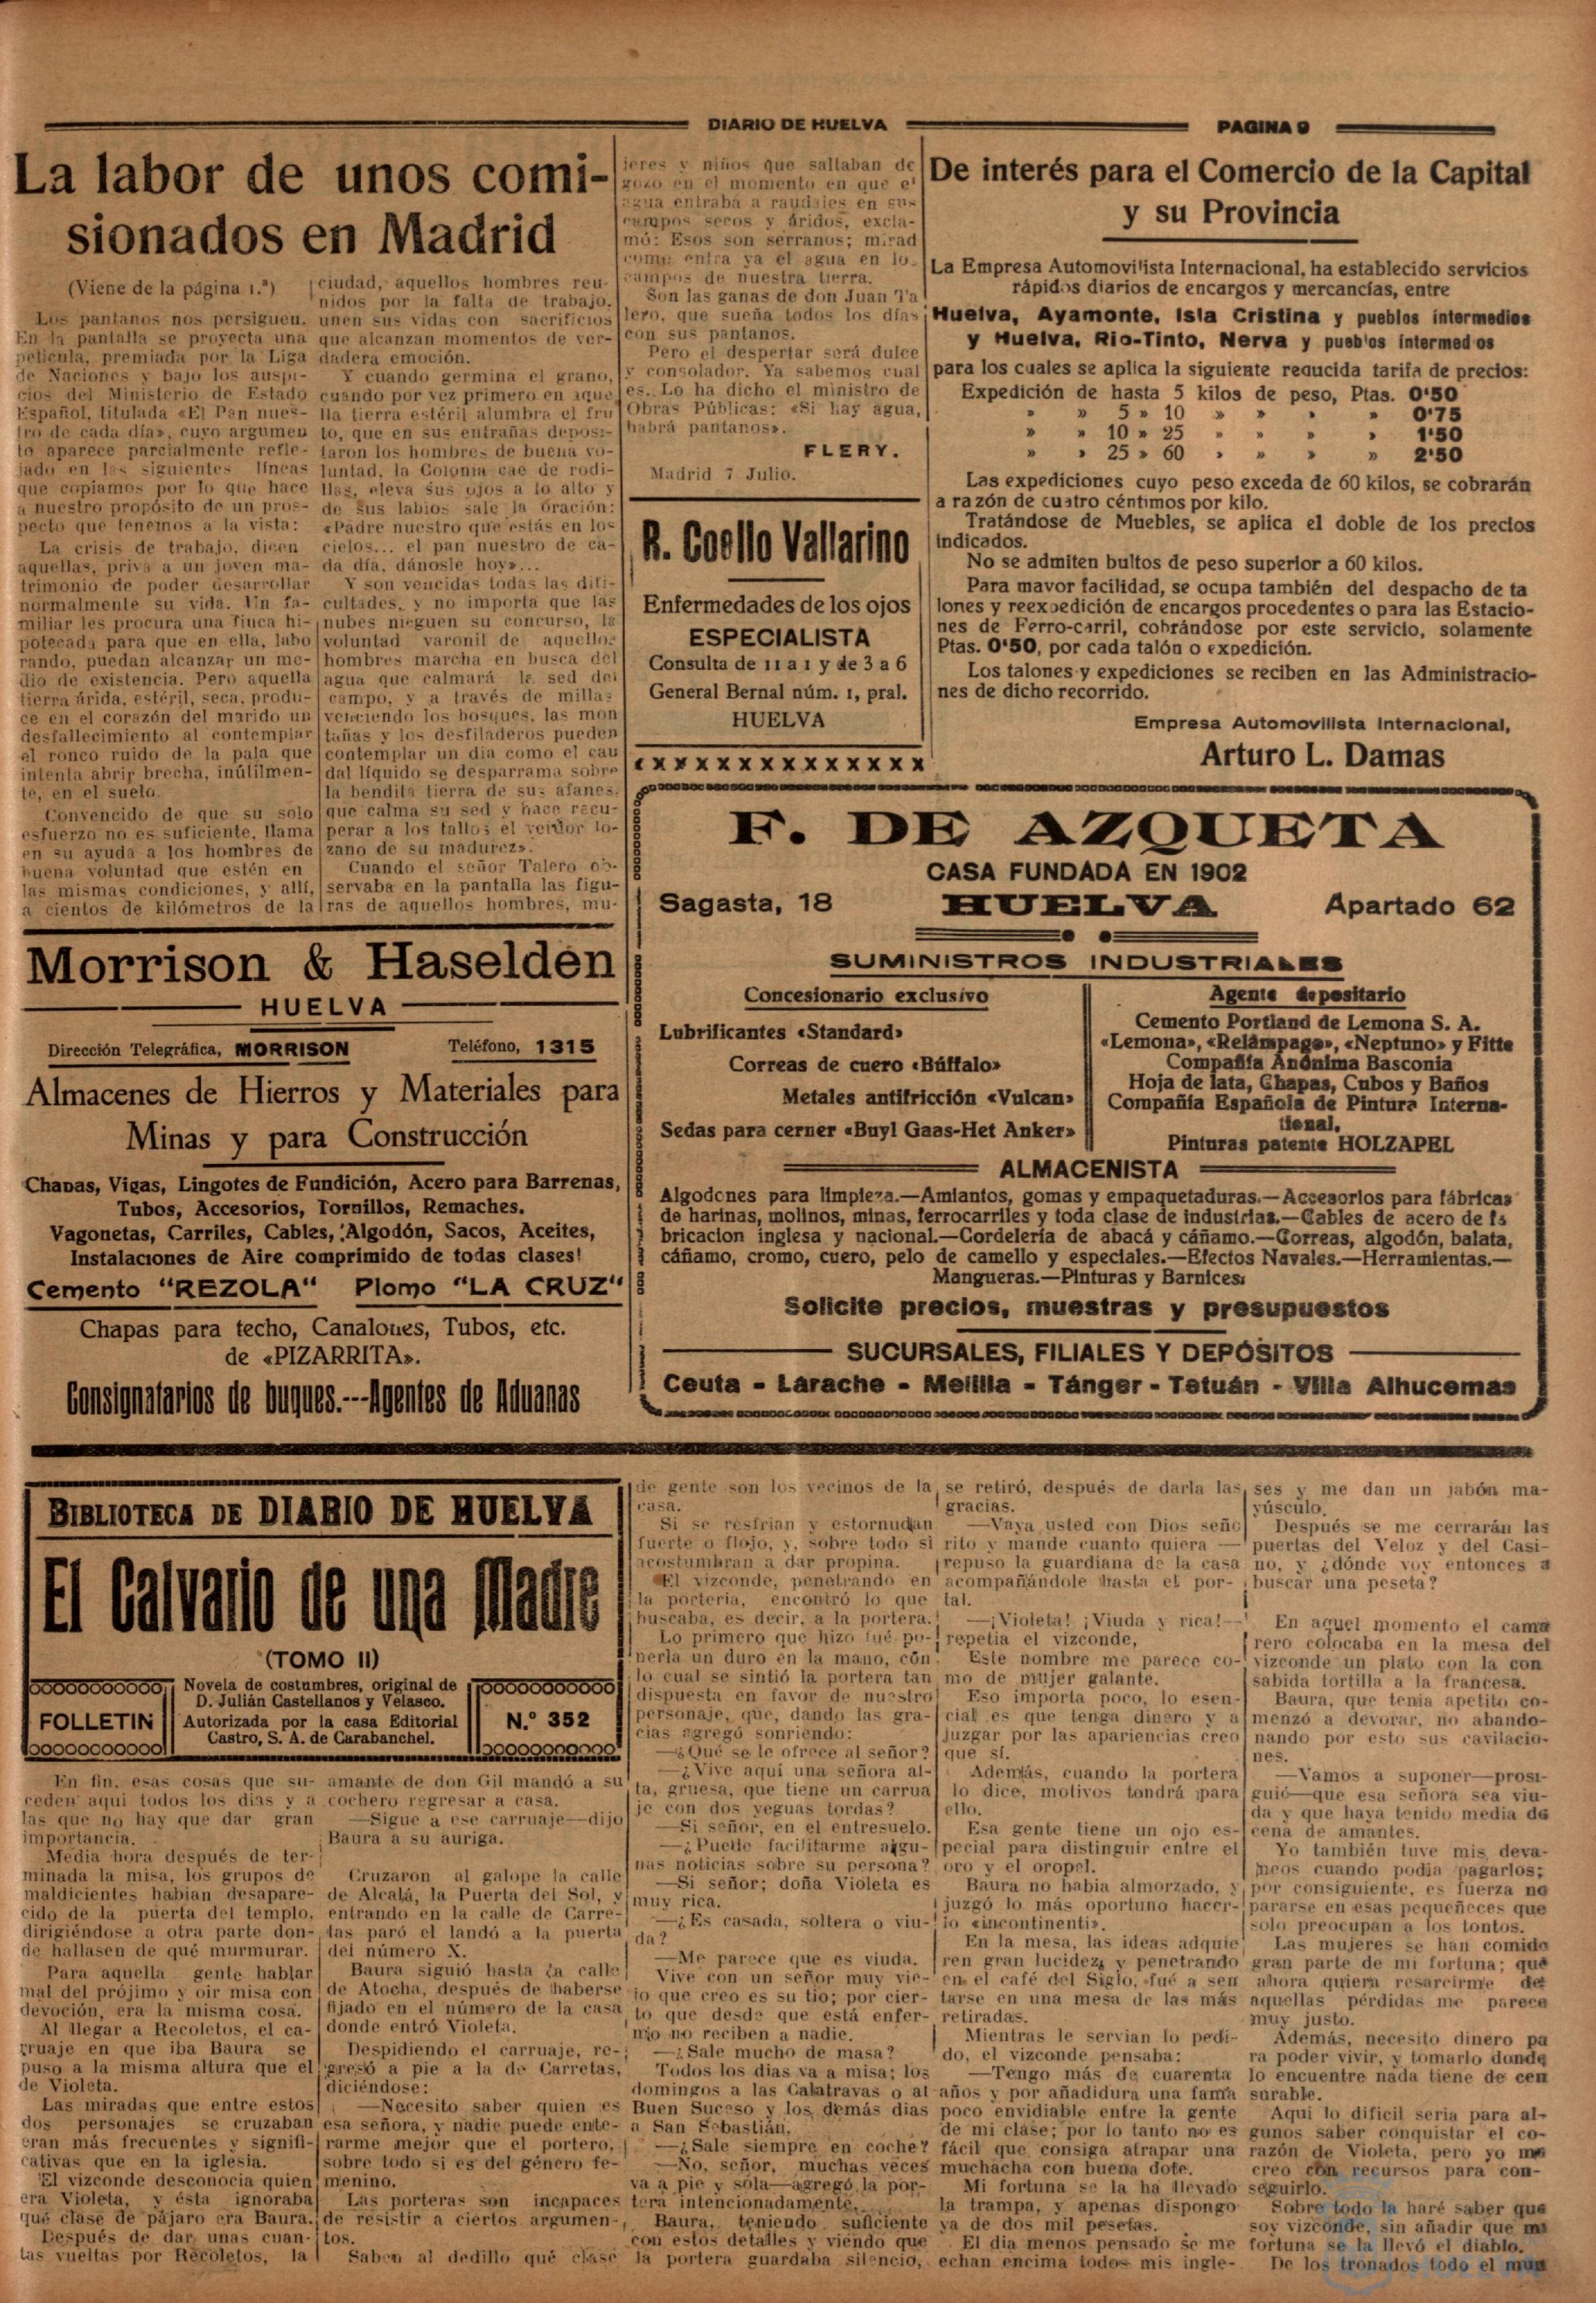 DIARIO DE HUELVA
PAGINA 9
La labor de unos comi-
sionados en Madrid
(Viene de la página 1.ª)
Los pantanos nos persiguen.
En la pantalla se proyecta una
película, premiada por la Liga
de Naciones y bajo los auspi-
cios del Ministerio de Estado
Español, titulada «El Pan nues-
tro de cada día», cuyo argumen
to aparece parcialmente refle-
jado en las siguientes líneas
que copiamos por lo que hace
a nuestro propósito de un pros-
pecto que tenemos a la vista:
La crisis de trabajo, dicen
aquellas, priva a un joven ma-
trimonio de poder desarrollar
normalmente su vida. Un fa-
miliar les procura una finca hi-
potecada para que en ella, labo
rando, puedan alcanzar un me-
dio de existencia. Pero aquella
tierra árida, estéril, seca, produ-
ce en el corazón del marido un
desfallecimiento al contemplar
el ronco ruido de la pala que
intenta abrir brecha, inútilmen-
te, en el suelo.
Convencido de que su solo
esfuerzo no es suficiente, llama
en su ayuda a los hombres de
buena voluntad que estén en
las mismas condiciones, y allí,
a cientos de kilómetros de la
ciudad, aquellos hombres reu-
nidos por la falta de trabajo,
unen sus vidas con sacrificios
que alcanzan momentos de ver-
dadera emoción.
Y cuando germina el grano,
cuando por vez primero en aque
lla tierra estéril alumbra el fru
to, que en sus entrañas deposi-
taron los hombres de buena vo-
luntad, la Colonia cae de rodi-
llas, eleva sus ojos a lo alto y
de sus labios sale la oración:
«Padre nuestro que estás en los
cielos... el pan nuestro de ca-
da día, dánosle hoy»...
Y son vencidas todas las difi-
cultades, y no importa que las
nubes nieguen su concurso, la
voluntad varonil de aquellos
hombres marcha en busca del
agua que calmará la sed del
campo, y a través de millas
venciendo los bosques, las mon
tañas y los desfiladeros pueden
contemplar un día como el cau
dal líquido se desparrama sobre
la bendita tierra de sus afanes,
que calma su sed y hace recu-
perar a los tallos el verdor lo-
zano de su madurez».
Cuando el señor Talero ob-
servaba en la pantalla las figu-
ras de aquellos hombres, mu-
jeres y niños que saltaban de
gozo en el momento en que el
agua entraba a raudales en sus
campos secos y áridos, excla-
mó: Esos son serranos; mirad
como entra ya el agua en lo
campos de nuestra tierra.
Son las ganas de don Juan Ta
lero, que sueña todos los días
con sus pantanos.
Pero el despertar será dulce
y consolador. Ya sabemos cual
es. Lo ha dicho el ministro de
Obras Públicas: «Si hay agua,
habrá pantanos».
FLERY.
Madrid 7 Julio.
R. Coello Vallarino
Enfermedades de los ojos
ESPECIALISTA
Consulta de 11 a 1 y de 3 a 6
General Bernal núm. 1, pral.
HUELVA
De interés para el Comercio de la Capital
y su Provincia
La Empresa Automovilista Internacional, ha establecido servicios
rápidos diarios de encargos y mercancías, entre
Huelva, Ayamonte, Isla Cristina y pueblos intermedios
y Huelva, Rio-Tinto, Nerva y pueblos intermedios
para los cuales se aplica la siguiente reducida tarifa de precios:
Expedición de hasta 5 kilos de peso, Ptas. 0'50
» » 5 » 10 » » » » 0'75
» » 10 » 25 » » » » 1'50
» » 25 » 60 » » » » 2'50
Las expediciones cuyo peso exceda de 60 kilos, se cobrarán
a razón de cuatro céntimos por kilo.
Tratándose de Muebles, se aplica el doble de los precios
indicados.
No se admiten bultos de peso superior a 60 kilos.
Para mavor facilidad, se ocupa también del despacho de ta
lones y reexpedición de encargos procedentes o para las Estacio-
nes de Ferro-carril, cobrándose por este servicio, solamente
Ptas. 0'50, por cada talón o expedición.
Los talones y expediciones se reciben en las Administracio-
nes de dicho recorrido.
Empresa Automovilista Internacional,
Arturo L. Damas
Morrison & Haselden
HUELVA
Dirección Telegráfica, MORRISON
Teléfono, 1315
Almacenes de Hierros y Materiales para
Minas y para Construcción
Chapas, Vigas, Lingotes de Fundición, Acero para Barrenas,
Tubos, Accesorios, Tornillos, Remaches.
Vagonetas, Carriles, Cables, Algodón, Sacos, Aceites,
Instalaciones de Aire comprimido de todas clases!
Cemento "REZOLA" Plomo "LA CRUZ"
Chapas para techo, Canalones, Tubos, etc.
de «PIZARRITA».
Consignatarios de buques.---Agentes de Aduanas
F. DE AZQUETA
CASA FUNDADA EN 1902
Sagasta, 18 HUELVA Apartado 62
SUMINISTROS INDUSTRIALES
Concesionario exclusivo
Lubrificantes «Standard»
Correas de cuero «Búffalo»
Metales antifricción «Vulcan»
Sedas para cerner «Buyl Gaas-Het Anker»
Agente depositario
Cemento Portland de Lemona S. A.
«Lemona», «Relámpago», «Neptuno» y Fitte
Compañía Anónima Basconia
Hoja de lata, Chapas, Cubos y Baños
Compañía Española de Pintura Interna-
tional.
Pinturas patente HOLZAPEL
ALMACENISTA
Algodones para limpieza.—Amiantos, gomas y empaquetaduras.—Accesorios para fábricas
de harinas, molinos, minas, ferrocarriles y toda clase de industrias.—Cables de acero de fa
bricacion inglesa y nacional.—Cordelería de abacá y cáñamo.—Correas, algodón, balata,
cáñamo, cromo, cuero, pelo de camello y especiales.—Efectos Navales.—Herramientas.—
Mangueras.—Pinturas y Barnices.
Solicite precios, muestras y presupuestos
SUCURSALES, FILIALES Y DEPÓSITOS
Ceuta - Larache - Melilla - Tánger - Tetuán - Villa Alhucemas
BIBLIOTECA DE DIARIO DE HUELVA
El Calvario de una Madre
(TOMO II)
FOLLETIN
Novela de costumbres, original de
D. Julián Castellanos y Velasco.
Autorizada por la casa Editorial
Castro, S. A. de Carabanchel.
N.º 352
En fin, esas cosas que su-
ceden aquí todos los días y a
las que no hay que dar gran
importancia.
Media hora después de ter-
minada la misa, los grupos de
maldicientes habían desapare-
cido de la puerta del templo,
dirigiéndose a otra parte don-
de hallasen de qué murmurar.
Para aquella gente hablar
mal del prójimo y oir misa con
devoción, era la misma cosa.
Al llegar a Recoletos, el ca-
rruaje en que iba Baura se
puso a la misma altura que el
de Violeta.
Las miradas que entre estos
dos personajes se cruzaban
eran más frecuentes y signifi-
cativas que en la iglesia.
El vizconde desconocía quien
era Violeta, y ésta ignoraba
qué clase de pájaro era Baura.
Después de dar unas cuan-
tas vueltas por Recoletos, la
amante de don Gil mandó a su
cochero regresar a casa.
—Sigue a ese carruaje—dijo
Baura a su auriga.
Cruzaron al galope la calle
de Alcalá, la Puerta del Sol, y
entrando en la calle de Carre-
tas paró el landó a la puerta
del número X.
Baura siguió hasta la calle
de Atocha, después de haberse
fijado en el número de la casa
donde entró Violeta.
Despidiendo el carruaje, re-
gresó a pie a la de Carretas,
diciéndose:
—Necesito saber quien es
esa señora, y nadie puede ente-
rarme mejor que el portero,
sobre todo si es del género fe-
menino.
Las porteras son incapaces
de resistir a ciertos argumen-
tos.
Saben al dedillo qué clase
de gente son los vecinos de la
casa.
Si se resfrían y estornudan
fuerte o flojo, y, sobre todo si
acostumbran a dar propina.
El vizconde, penetrando en
la portería, encontró lo que
buscaba, es decir, a la portera.
Lo primero que hizo fué po-
nerla un duro en la mano, con
lo cual se sintió la portera tan
dispuesta en favor de nuestro
personaje, que, dando las gra-
cias agregó sonriendo:
—¿Qué se le ofrece al señor?
—¿Vive aquí una señora al-
ta, gruesa, que tiene un carrua
je con dos yeguas tordas?
—Si señor, en el entresuelo.
—¿Puede facilitarme algu-
nas noticias sobre su persona?
—Si señor; doña Violeta es
muy rica.
—¿Es casada, soltera o viu-
da?
—Me parece que es viuda.
Vive con un señor muy vie-
jo que creo es su tio; por cier-
to que desde que está enfer-
mo no reciben a nadie.
—¿Sale mucho de masa?
Todos los días va a misa; los
domingos a las Calatravas o al
Buen Suceso y los demás días
a San Sebastián.
—¿Sale siempre en coche?
—No, señor, muchas veces
va a pie y sola—agregó la por-
tera intencionadamente.
Baura, teniendo suficiente
con estos detalles y viendo que
la portera guardaba silencio,
se retiró, después de darla las
gracias.
—Vaya usted con Dios seño
rito y mande cuanto quiera —
repuso la guardiana de la casa
acompañándole hasta el por-
tal.
—¡Violeta! ¡Viuda y rica!—
repetía el vizconde,
Este nombre me parece co-
mo de mujer galante.
Eso importa poco, lo esen-
cial es que tenga dinero y a
juzgar por las apariencias creo
que sí.
Además, cuando la portera
lo dice, motivos tendrá para
ello.
Esa gente tiene un ojo es-
pecial para distinguir entre el
oro y el oropel.
Baura no había almorzado, y
juzgó lo más oportuno hacer-
lo «incontinenti».
En la mesa, las ideas adquie
ren gran lucidez, y penetrando
en el café del Siglo, fué a sen
tarse en una mesa de las más
retiradas.
Mientras le servian lo pedi-
do, el vizconde pensaba:
—Tengo más de cuarenta
años y por añadidura una fama
poco envidiable entre la gente
de mi clase; por lo tanto no es
fácil que consiga atrapar una
muchacha con buena dote.
Mi fortuna se la ha llevado
la trampa, y apenas dispongo
ya de dos mil pesetas.
El dia menos pensado se me
echan encima todos mis ingle-
ses y me dan un jabón ma-
yúsculo.
Después se me cerrarán las
puertas del Veloz y del Casi-
no, y ¿dónde voy entonces a
buscar una peseta?
En aquel momento el cama
rero colocaba en la mesa del
vizconde un plato con la con
sabida tortilla a la francesa.
Baura, que tenía apetito co-
menzó a devorar, no abando-
nando por esto sus cavilacio-
nes.
—Vamos a suponer—prosi-
guió—que esa señora sea viu-
da y que haya tenido media do
cena de amantes.
Yo también tuve mis deva-
neos cuando podía pagarlos;
por consiguiente, es fuerza no
pararse en esas pequeñeces que
solo preocupan a los tontos.
Las mujeres se han comido
gran parte de mi fortuna; que
ahora quiera resarcirme de
aquellas pérdidas me parece
muy justo.
Además, necesito dinero pa
ra poder vivir, y tomarlo donde
lo encuentre nada tiene de cen
surable.
Aquí lo dificil sería para al-
gunos saber conquistar el co-
razón de Violeta, pero yo me
creo con recursos para con-
seguirlo.
Sobre todo la haré saber que
soy vizconde, sin añadir que mi
fortuna se la llevó el diablo.
De los tronados todo el mun